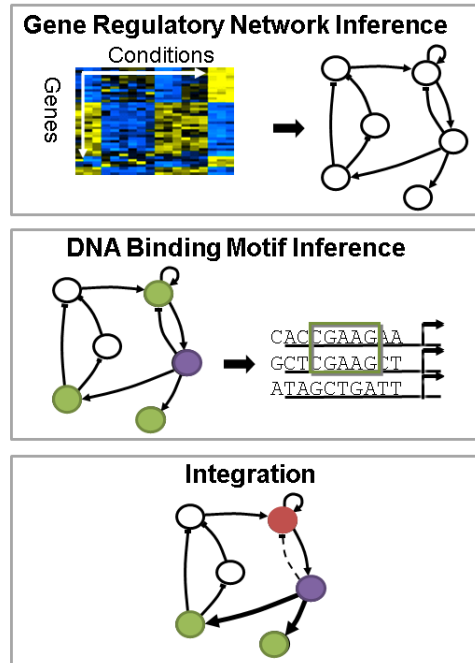 Gene Regulatory Network Inference
Conditions
Genes
DNA Binding Motif Inference
CACCGAAGAA
GCTCGAAGCT
ATAGCTGATT
Integration